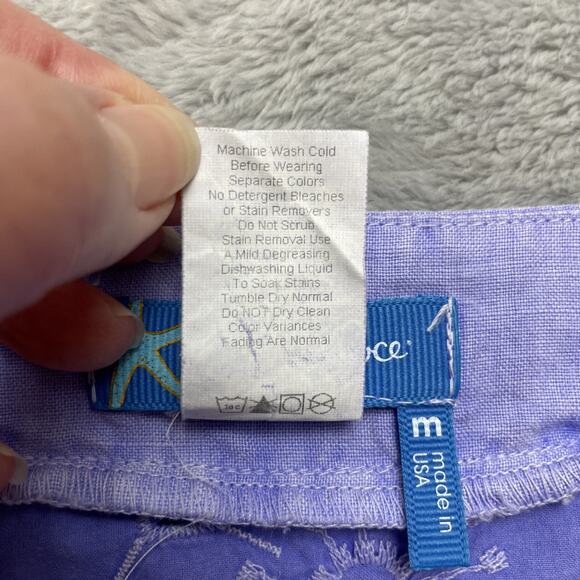 Machine Wash Cold
Before Wearing
Separate Colors
No Detergent Bleaches
or Stain Removers
Do Not Scrub
Stain Removal Use
A Mild Degreasing
Dishwashing Liquid
To Soak Stains
Tumble Dry Normal
Do NOT Dry Clean
Color Variances
Fading Are Normal
30c
m
made in
USA